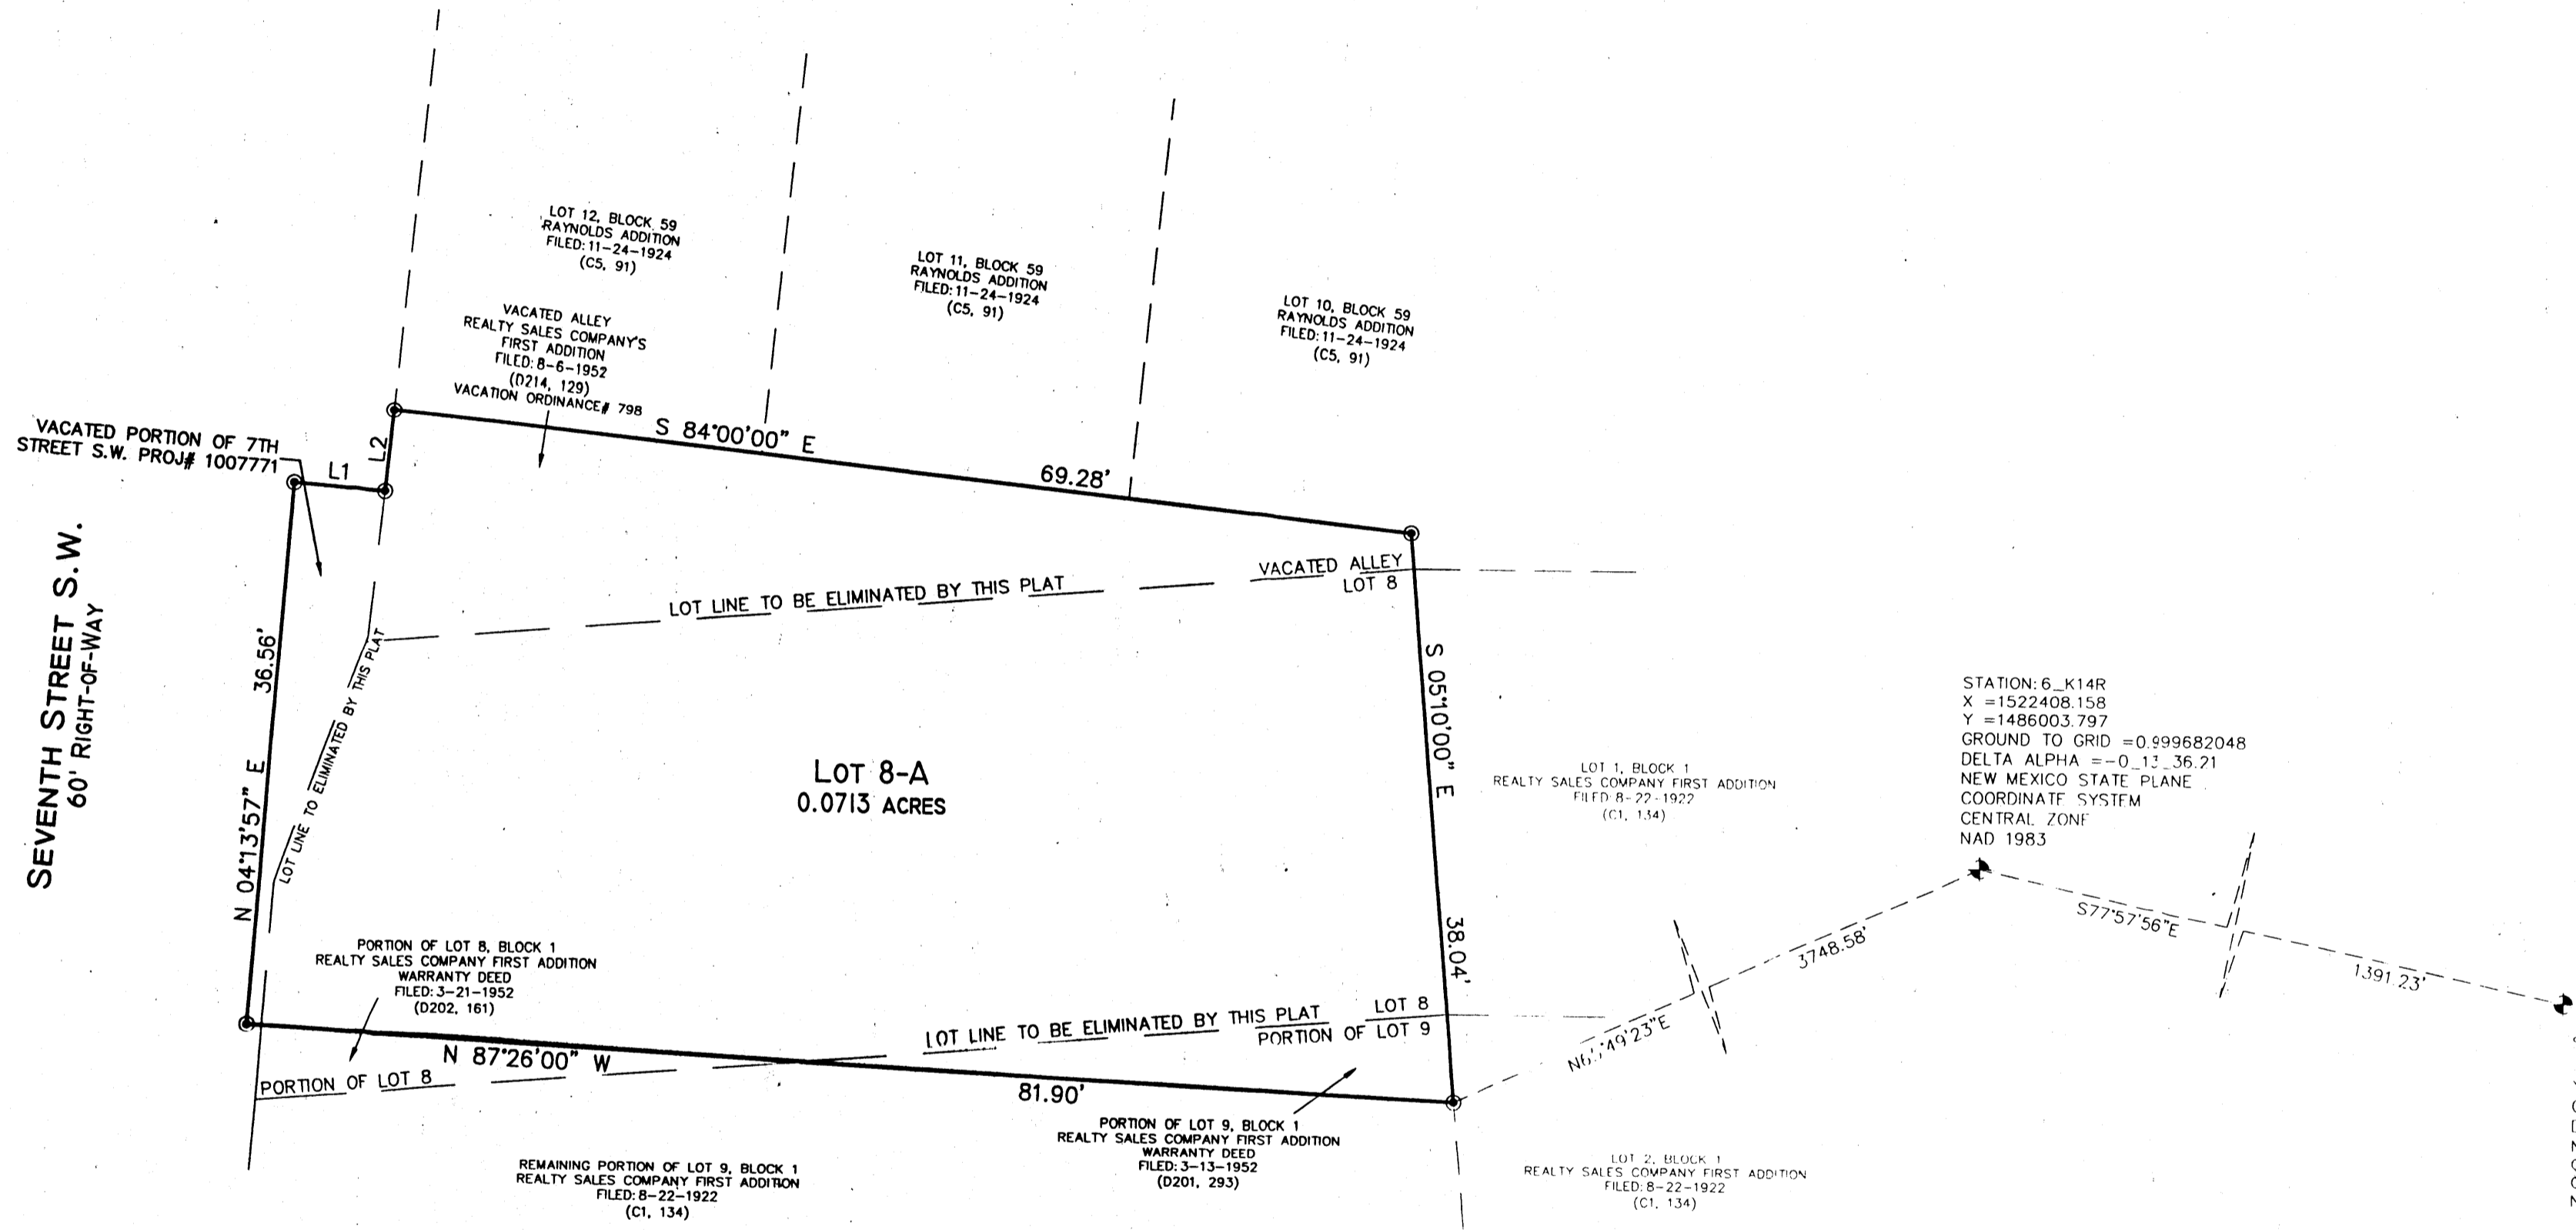 LOT 12, BLOCK 59
RAYNOLDS ADDITION
FILED: 11-24-1924
(C5, 91)
LOT 11, BLOCK 59
RAYNOLDS ADDITION
FILED: 11-24-1924
(C5, 91)
LOT 10, BLOCK 59
RAYNOLDS ADDITION
FILED: 11-24-1924
(C5, 91)
VACATED ALLEY
REALTY SALES COMPANY'S
FIRST ADDITION
FILED: 8-6-1952
(D214, 129)
VACATION ORDINANCE# 798
VACATED PORTION OF 7TH
STREET S.W. PROJ# 1007771
L1
L2
S 84°00'00" E
69.28'
SEVENTH STREET S.W.
60' RIGHT-OF-WAY
N 04°13'57" E
36.56'
LOT LINE TO ELIMINATED BY THIS PLAT
LOT LINE TO BE ELIMINATED BY THIS PLAT
VACATED ALLEY
LOT 8
S 05°10'00" E
38.04'
LOT 8-A
0.0713 ACRES
LOT 1, BLOCK 1
REALTY SALES COMPANY FIRST ADDITION
FILED 8-22-1922
(C1, 134)
STATION: 6_K14R
X =1522408.158
Y =1486003.797
GROUND TO GRID =0.999682048
DELTA ALPHA =-0_13_36.21
NEW MEXICO STATE PLANE
COORDINATE SYSTEM
CENTRAL ZONE
NAD 1983
S77°57'56"E
1391.23'
3748.58'
PORTION OF LOT 8, BLOCK 1
REALTY SALES COMPANY FIRST ADDITION
WARRANTY DEED
FILED: 3-21-1952
(D202, 161)
LOT LINE TO BE ELIMINATED BY THIS PLAT
LOT 8
PORTION OF LOT 9
N 87°26'00" W
81.90'
PORTION OF LOT 8
PORTION OF LOT 9, BLOCK 1
REALTY SALES COMPANY FIRST ADDITION
WARRANTY DEED
FILED: 3-13-1952
(D201, 293)
REMAINING PORTION OF LOT 9, BLOCK 1
REALTY SALES COMPANY FIRST ADDITION
FILED: 8-22-1922
(C1, 134)
LOT 2, BLOCK 1
REALTY SALES COMPANY FIRST ADDITION
FILED: 8-22-1922
(C1, 134)